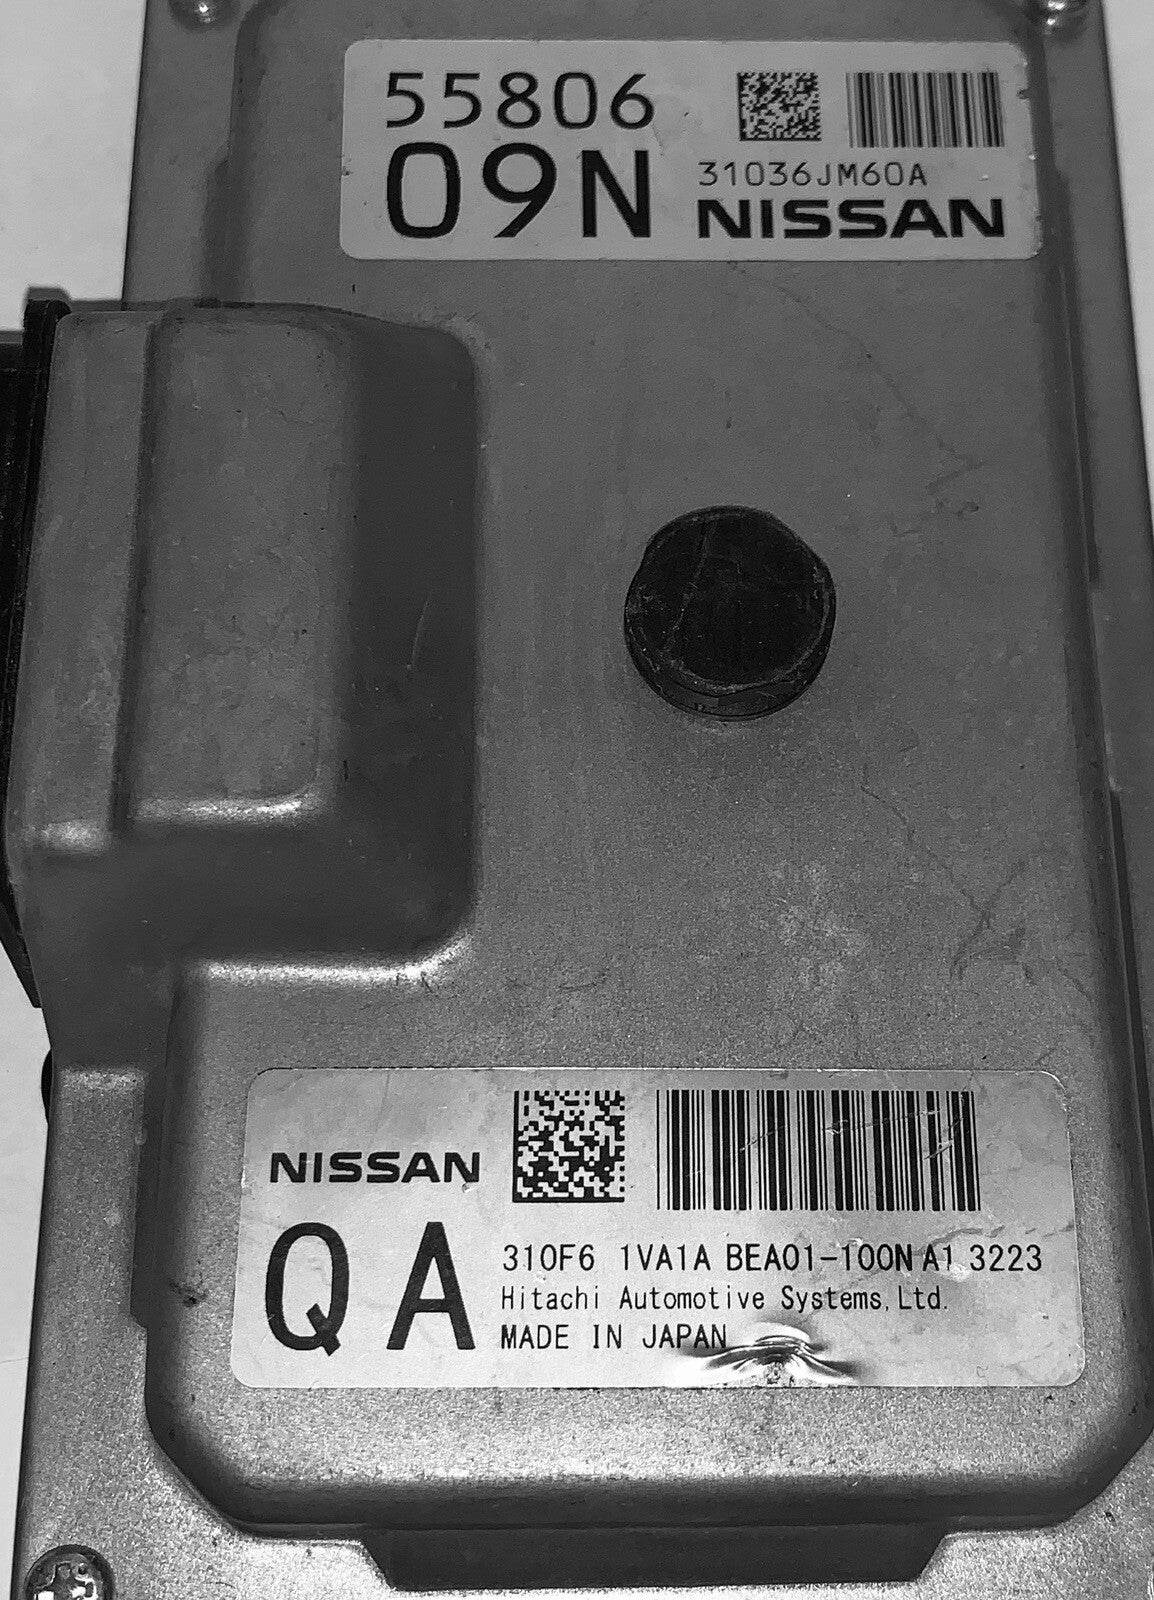 55806
09N
31036JM60A
NISSAN
NISSAN
QA
310F6 1VA1A BEA01-100N A1 3223
Hitachi Automotive Systems,Ltd.
MADE IN JAPAN